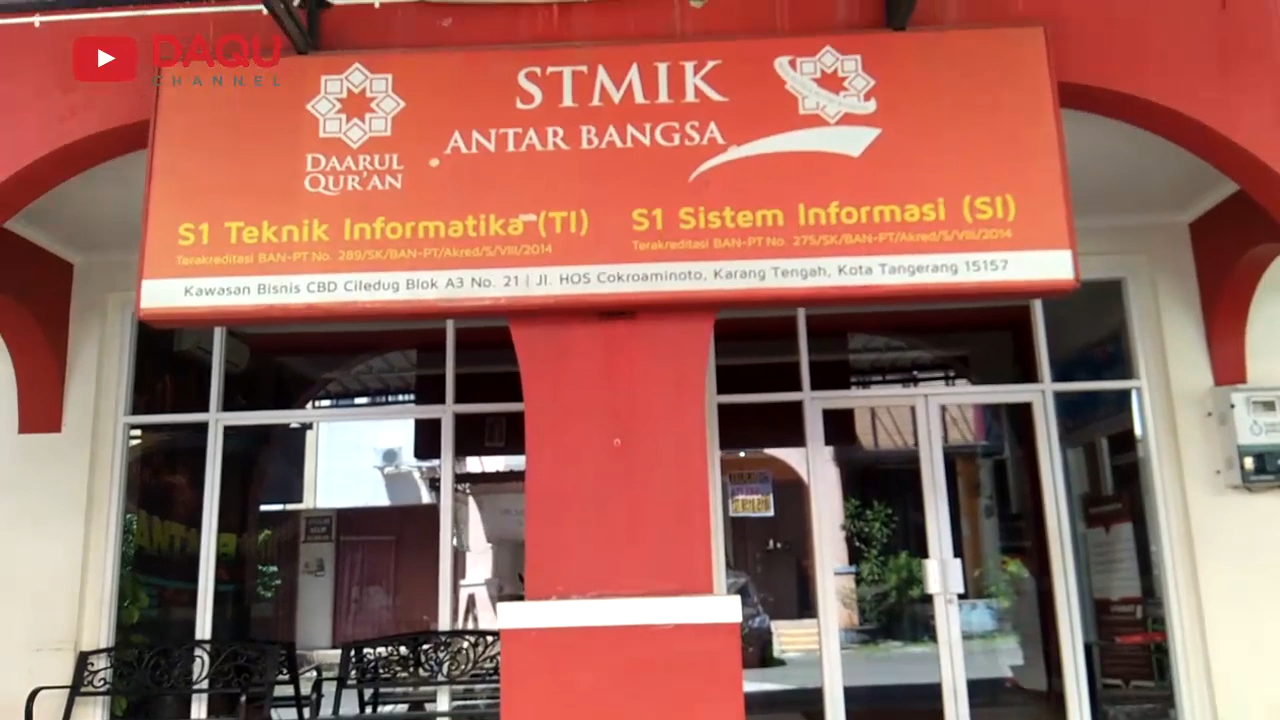 DAQU
CHANNEL
STMIK
ANTAR BANGSA
DAARUL
QUR'AN
S1 Teknik Informatika (TI)
Terakreditasi BAN-PT No. 289/SK/BAN-PT/Akred/S/VIII/2014
S1 Sistem Informasi (SI)
Terakreditasi BAN-PT No. 275/SK/BAN-PT/Akred/S/VIII/2014
Kawasan Bisnis CBD Ciledug Blok A3 No. 21 | Jl. HOS Cokroaminoto, Karang Tengah, Kota Tangerang 15157